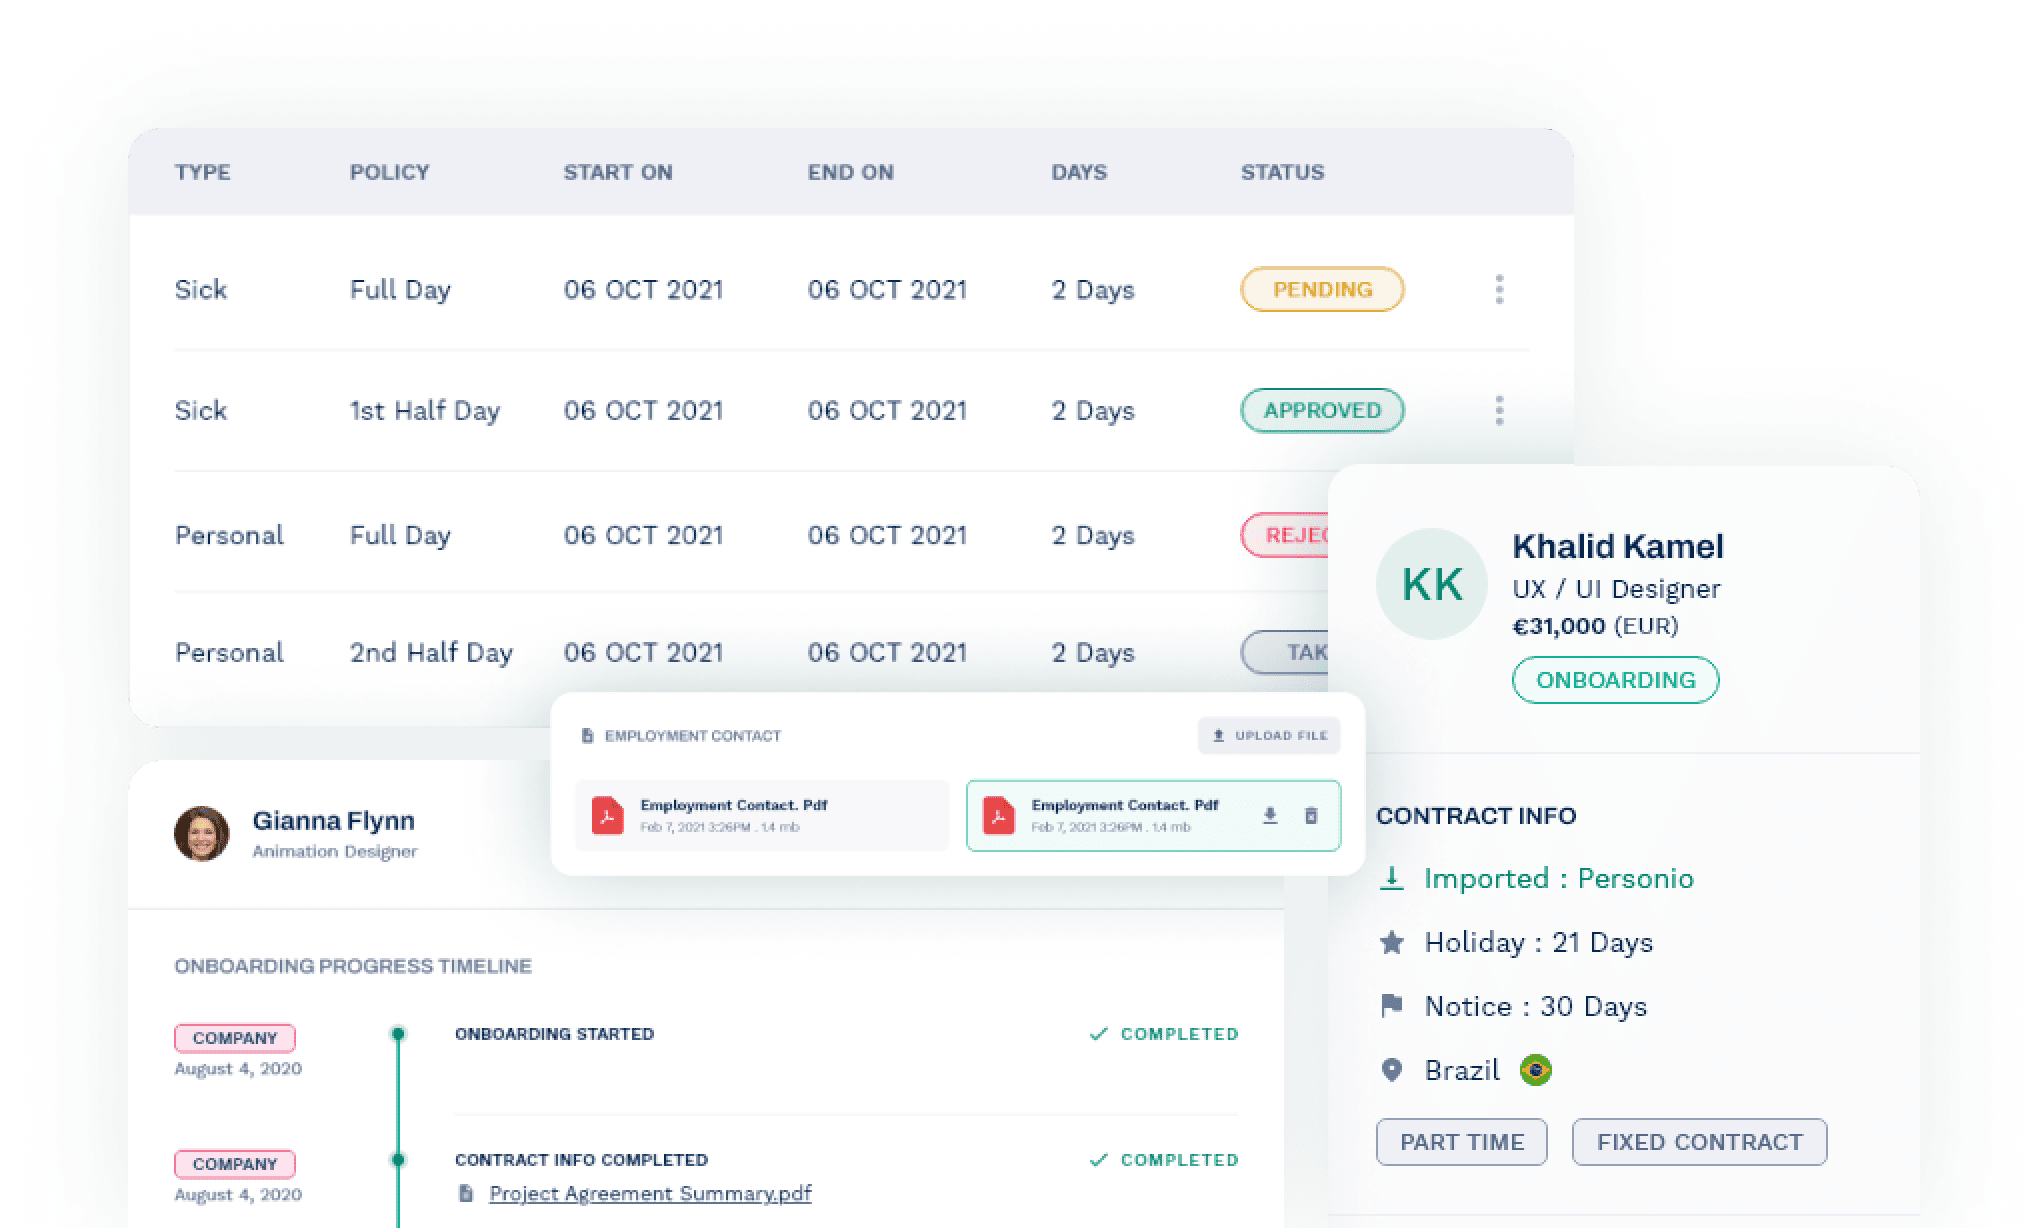 TYPE POLICY START ON END ON DAYS STATUS
Sick Full Day 06 OCT 2021 06 OCT 2021 2 Days PENDING
Sick 1st Half Day 06 OCT 2021 06 OCT 2021 2 Days APPROVED
Personal Full Day 06 OCT 2021 06 OCT 2021 2 Days REJEC
Personal 2nd Half Day 06 OCT 2021 06 OCT 2021 2 Days TAK
KK
Khalid Kamel
UX / UI Designer
€31,000 (EUR)
ONBOARDING
CONTRACT INFO
Imported : Personio
Holiday : 21 Days
Notice : 30 Days
Brazil
PART TIME FIXED CONTRACT
EMPLOYMENT CONTACT UPLOAD FILE
Employment Contact. Pdf
Feb 7, 2021 3:26PM . 1.4 mb
Employment Contact. Pdf
Feb 7, 2021 3:26PM . 1.4 mb
Gianna Flynn
Animation Designer
ONBOARDING PROGRESS TIMELINE
COMPANY ONBOARDING STARTED COMPLETED
August 4, 2020
COMPANY CONTRACT INFO COMPLETED COMPLETED
August 4, 2020 Project Agreement Summary.pdf